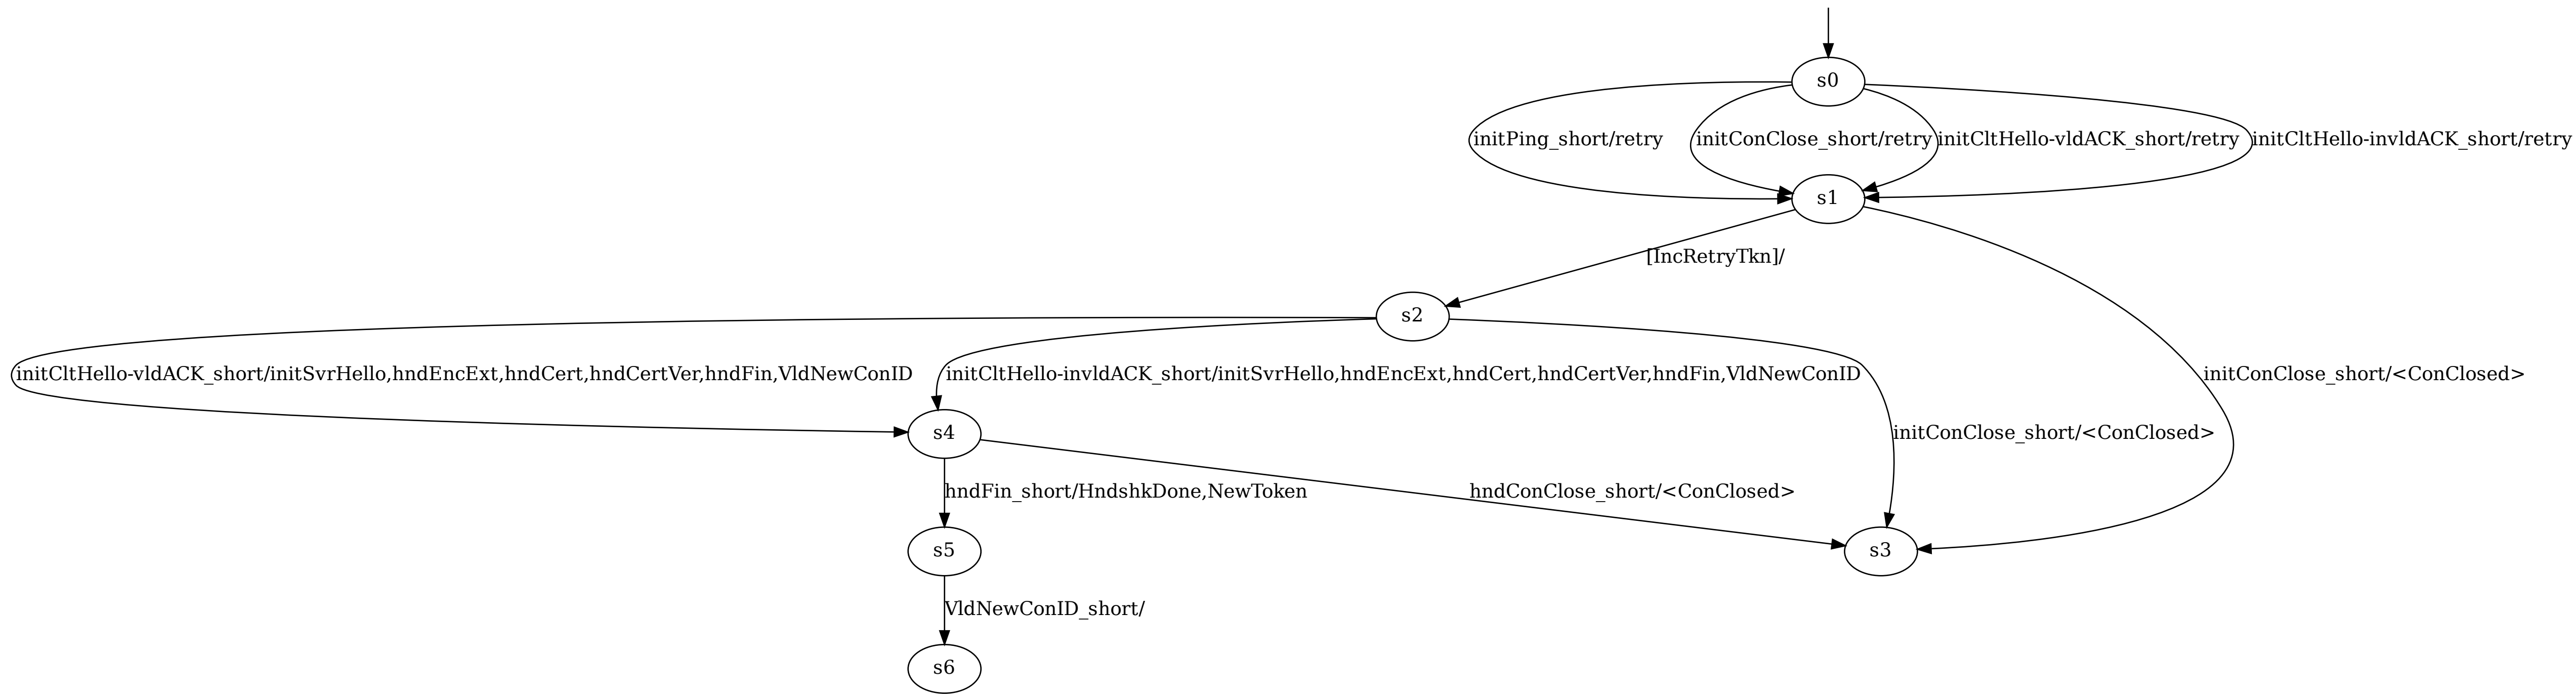 s0
initPing_short/retry
initConClose_short/retry
initCltHello-vldACK_short/retry
initCltHello-invldACK_short/retry
s1
[IncRetryTkn]/
s2
initCltHello-vldACK_short/initSvrHello,hndEncExt,hndCert,hndCertVer,hndFin,VldNewConID
initCltHello-invldACK_short/initSvrHello,hndEncExt,hndCert,hndCertVer,hndFin,VldNewConID
initConClose_short/<ConClosed>
s4
initConClose_short/<ConClosed>
hndFin_short/HndshkDone,NewToken
hndConClose_short/<ConClosed>
s5
s3
VldNewConID_short/
s6